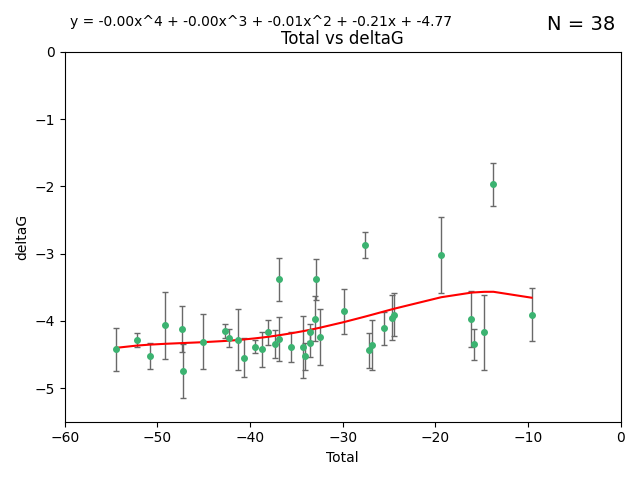 y = -0.00x^4 + -0.00x^3 + -0.01x^2 + -0.21x + -4.77
N = 38
Total vs deltaG
0
−1
−2
−3
−4
−5
deltaG
−60 −50 −40 −30 −20 −10 0
Total